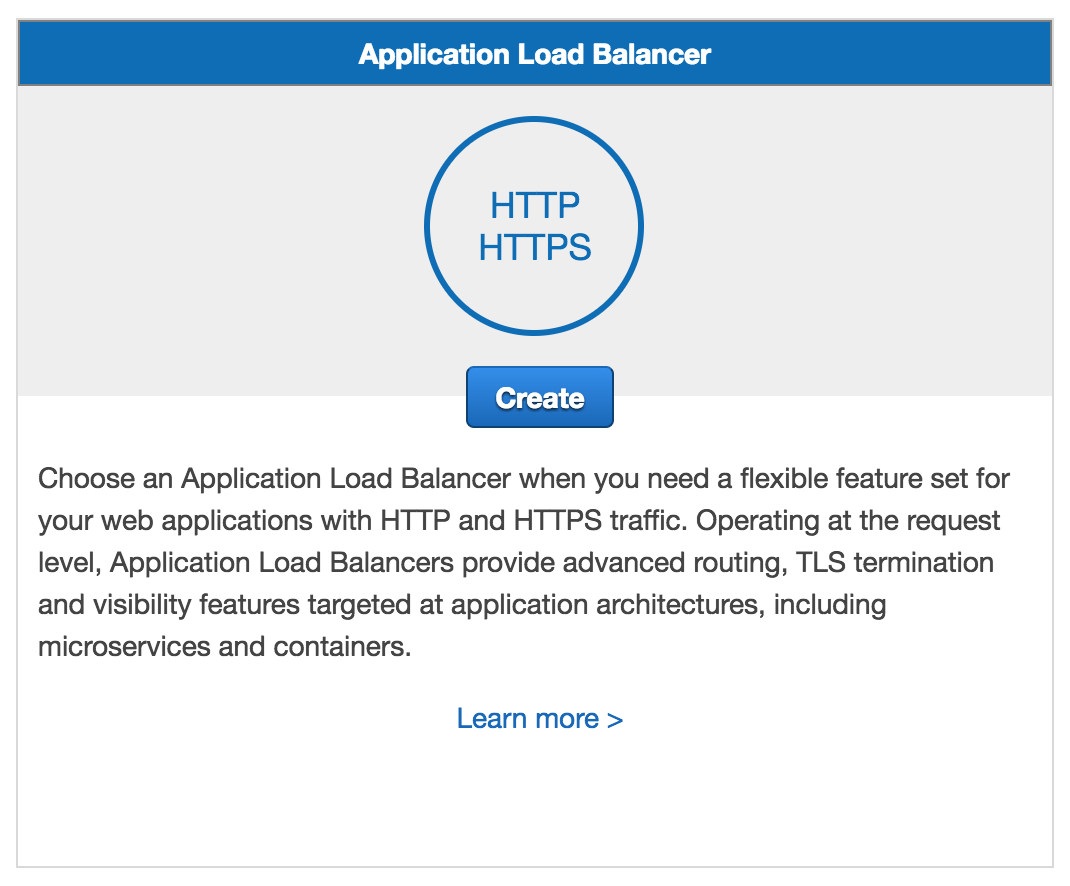 Application Load Balancer
HTTP
HTTPS
Create
Choose an Application Load Balancer when you need a flexible feature set for
your web applications with HTTP and HTTPS traffic. Operating at the request
level, Application Load Balancers provide advanced routing, TLS termination
and visibility features targeted at application architectures, including
microservices and containers.
Learn more >